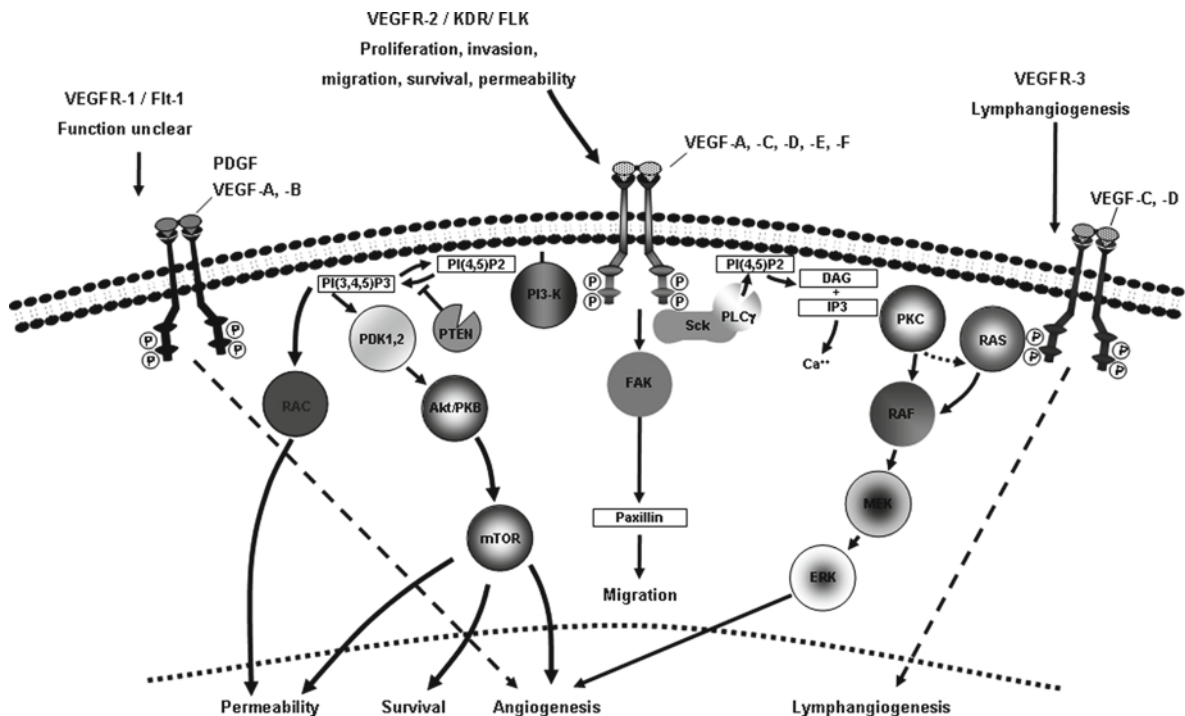 VEGFR-2 / KDR/ FLK
Proliferation, invasion,
migration, survival, permeability
VEGFR-1 / Flt-1
Function unclear
VEGFR-3
Lymphangiogenesis
PDGF
VEGF-A, -B
VEGF-A, -C, -D, -E, -F
VEGF-C, -D
PI(3,4,5)P3
PI(4,5)P2
PI3-K
PTEN
PDK1,2
RAC
Akt/PKB
mTOR
P
P
P
P
P
P
P
P
P
P
P
P
Sck
PLCγ
PI(4,5)P2
DAG
+
IP3
Ca++
PKC
RAS
RAF
MEK
ERK
FAK
Paxillin
Migration
Permeability
Survival
Angiogenesis
Lymphangiogenesis